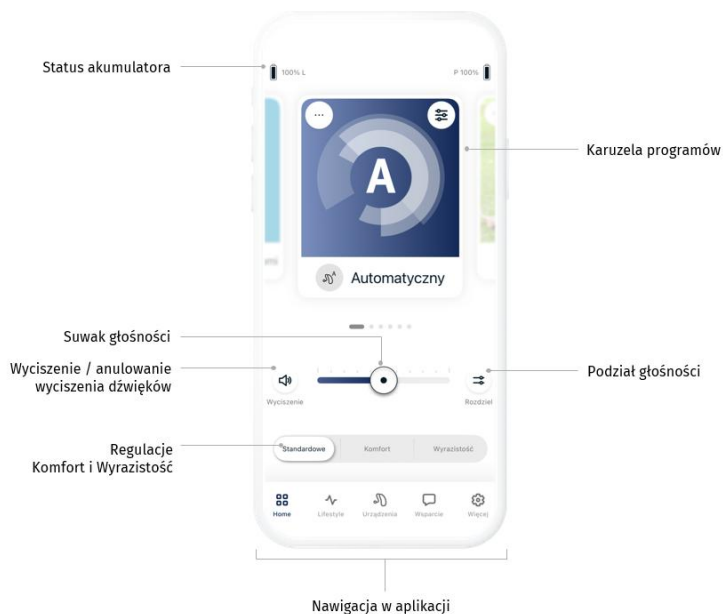 Status akumulatora
100% L
P 100%
A
Karuzela programów
A
Automatyczny
Suwak głośności
Wyciszenie / anulowanie
wyciszenia dźwięków
Podział głośności
Wyciszenie
Rozdziel
Regulacje
Komfort i Wyrazistość
Standardowe
Komfort
Wyrazistość
Home
Lifestyle
Urządzenia
Wsparcie
Więcej
Nawigacja w aplikacji